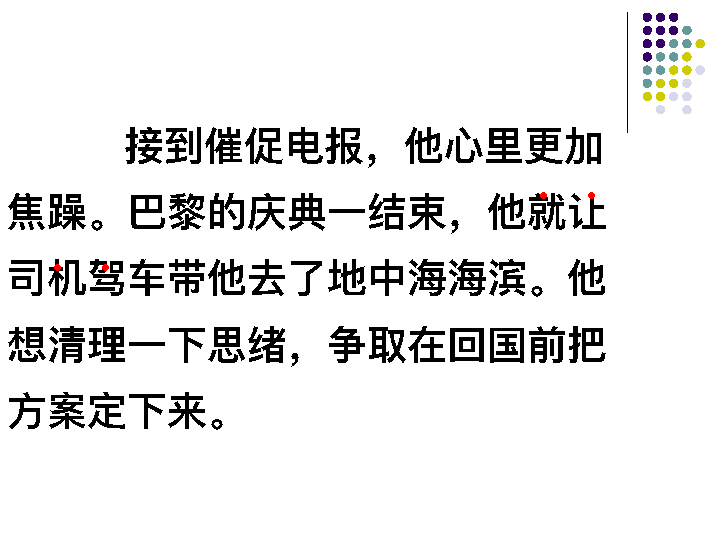 接到催促电报，他心里更加
焦躁。巴黎的庆典一结束，他就让
司机驾车带他去了地中海海滨。他
想清理一下思绪，争取在回国前把
方案定下来。